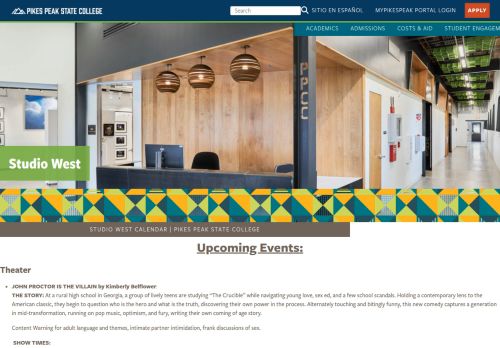 PIKES PEAK STATE COLLEGE
Search
SITIO EN ESPAÑOL
MYPIKESPEAK PORTAL LOGIN
APPLY
ACADEMICS
ADMISSIONS
COSTS & AID
STUDENT ENGAGEM
PPCC
Studio West
STUDIO WEST CALENDAR | PIKES PEAK STATE COLLEGE
Upcoming Events:
Theater
JOHN PROCTOR IS THE VILLAIN by Kimberly Belflower
THE STORY: At a rural high school in Georgia, a group of lively teens are studying “The Crucible” while navigating young love, sex ed, and a few school scandals. Holding a contemporary lens to the
American classic, they begin to question who is the hero and what is the truth, discovering their own power in the process. Alternately touching and bitingly funny, this new comedy captures a generation
in mid-transformation, running on pop music, optimism, and fury, writing their own coming of age story.
Content Warning for adult language and themes, intimate partner intimidation, frank discussions of sex.
SHOW TIMES: